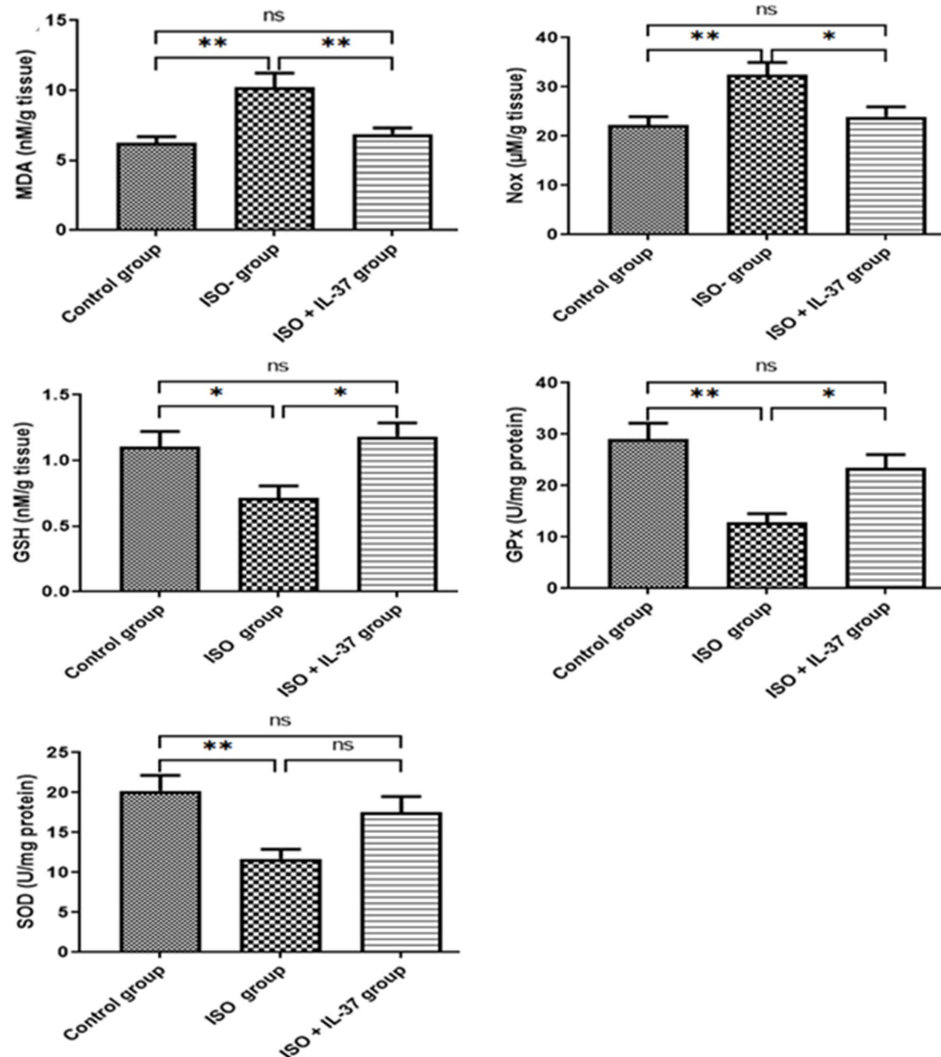 ns
** **
15
10
5
0
MDA (nM/g tissue)
Control group
ISO- group
ISO + IL-37 group
ns
** *
40
30
20
10
0
Nox (µM/g tissue)
Control group
ISO- group
ISO + IL-37 group
ns
* *
1.5
1.0
0.5
0.0
GSH (nM/g tissue)
Control group
ISO group
ISO + IL-37 group
ns
** *
40
30
20
10
0
GPx (U/mg protein)
Control group
ISO group
ISO + IL-37 group
ns
** ns
25
20
15
10
5
0
SOD (U/mg protein)
Control group
ISO group
ISO + IL-37 group